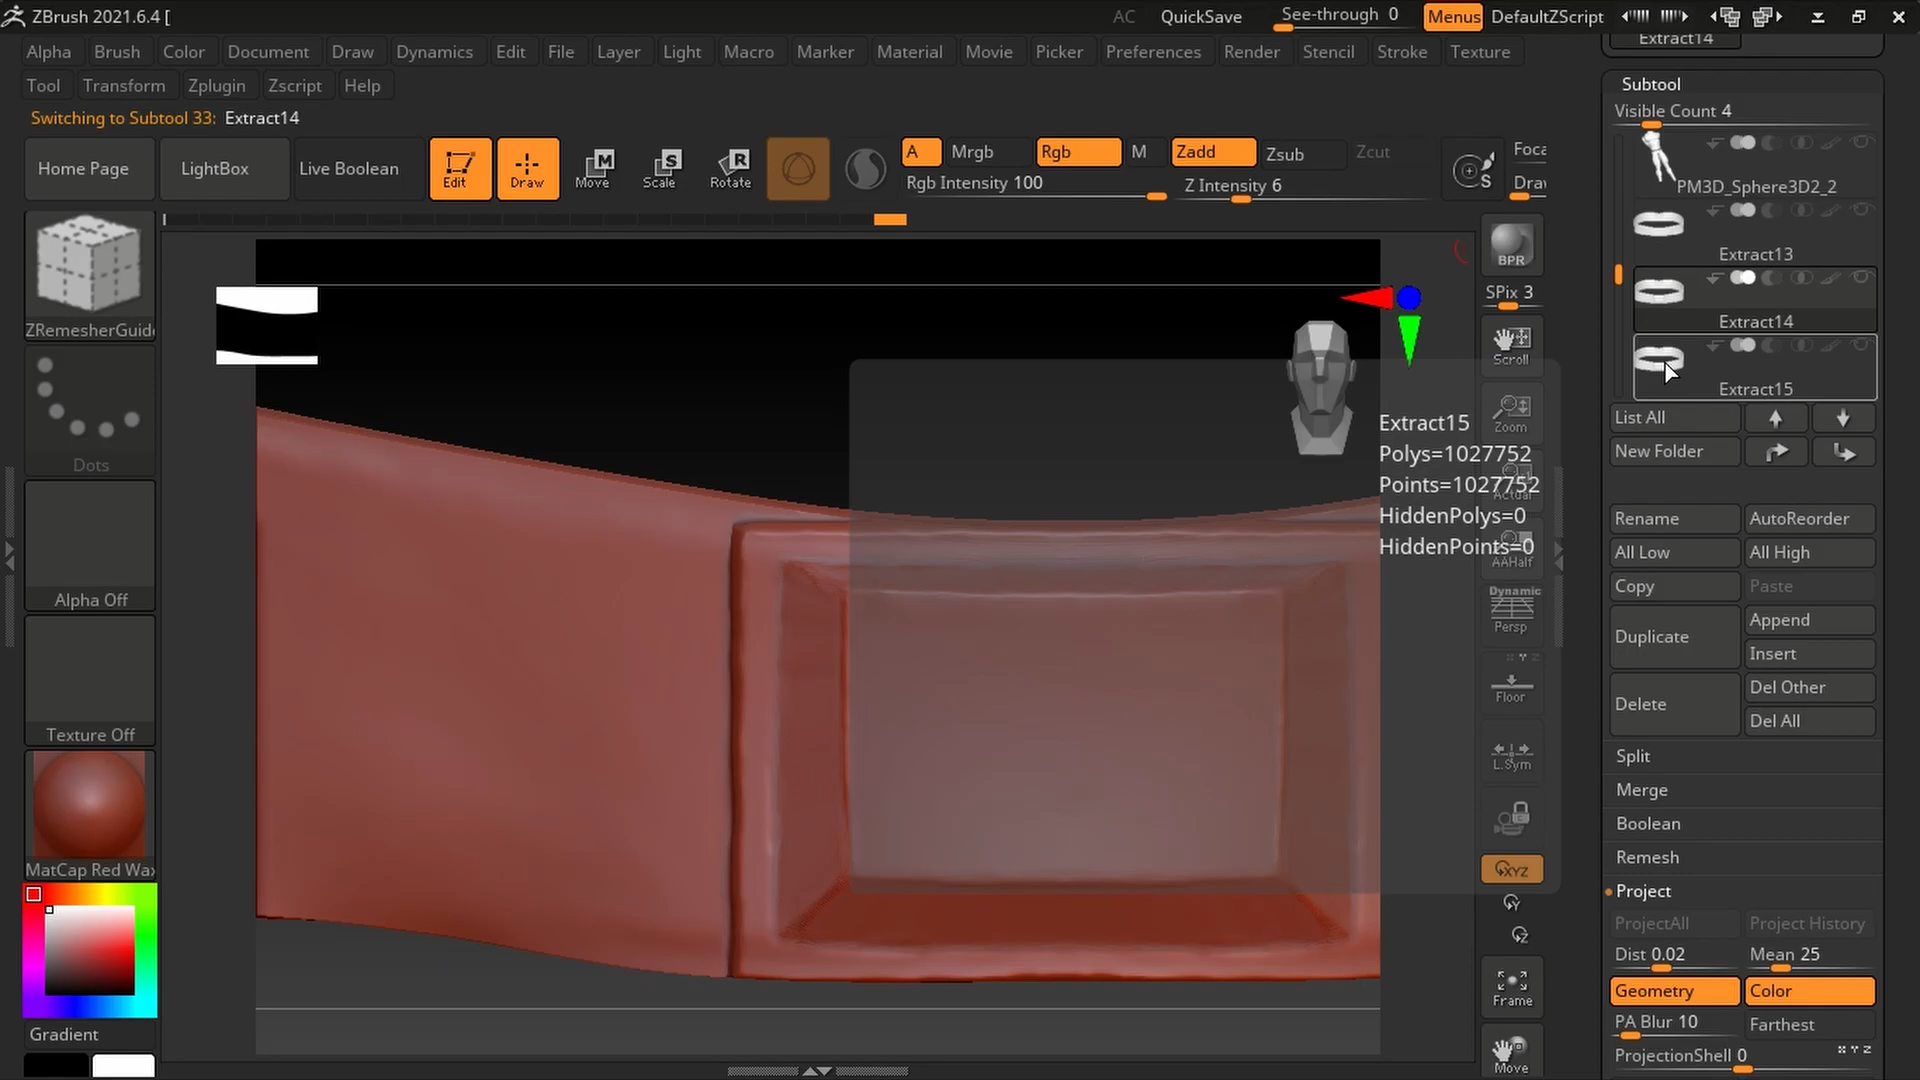 ZBrush 2021.6.4 [
AC
QuickSave
See-through 0
Menus
DefaultZScript
Alpha Brush Color Document Draw Dynamics Edit File Layer Light Macro Marker Material Movie Picker Preferences Render Stencil Stroke Texture
Tool Transform Zplugin Zscript Help
Switching to Subtool 33: Extract14
Home Page
LightBox
Live Boolean
Edit
Draw
M
Move
S
Scale
R
Rotate
A
Mrgb
Rgb
M
Zadd
Zsub
Zcut
Rgb Intensity 100
Z Intensity 6
S
Foca
Draw
ZRemesherGuide
Dots
Alpha Off
Texture Off
MatCap Red Wax
Gradient
BPR
SPix 3
Scroll
Zoom
Actual
AAHalf
Dynamic
Persp
Floor
L.Sym
XYZ
Y
Z
Frame
Move
Extract15
Polys=1027752
Points=1027752
HiddenPolys=0
HiddenPoints=0
Extract14
Subtool
Visible Count 4
PM3D_Sphere3D2_2
Extract13
Extract14
Extract15
List All
New Folder
Rename
AutoReorder
All Low
All High
Copy
Paste
Duplicate
Append
Insert
Delete
Del Other
Del All
Split
Merge
Boolean
Remesh
Project
ProjectAll
Project History
Dist 0.02
Mean 25
Geometry
Color
PA Blur 10
Farthest
ProjectionShell 0
X Y Z